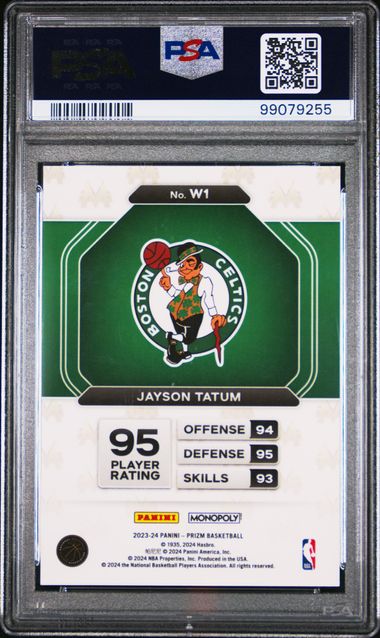 PSA
PSA
99079255
No. W1
BOSTON CELTICS
JAYSON TATUM
95
PLAYER
RATING
OFFENSE 94
DEFENSE 95
SKILLS 93
PANINI MONOPOLY
2023-24 PANINI – PRIZM BASKETBALL
© 1935, 2024 Hasbro.
© 2024 Panini America, Inc.
© 2024 NBA Properties, Inc. Produced in the USA.
© 2024 the National Basketball Players Association. All rights reserved.